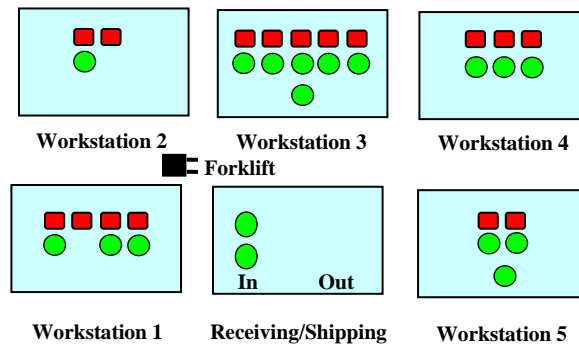 Workstation 2
Workstation 3
Workstation 4
Forklift
In
Out
Workstation 1
Receiving/Shipping
Workstation 5